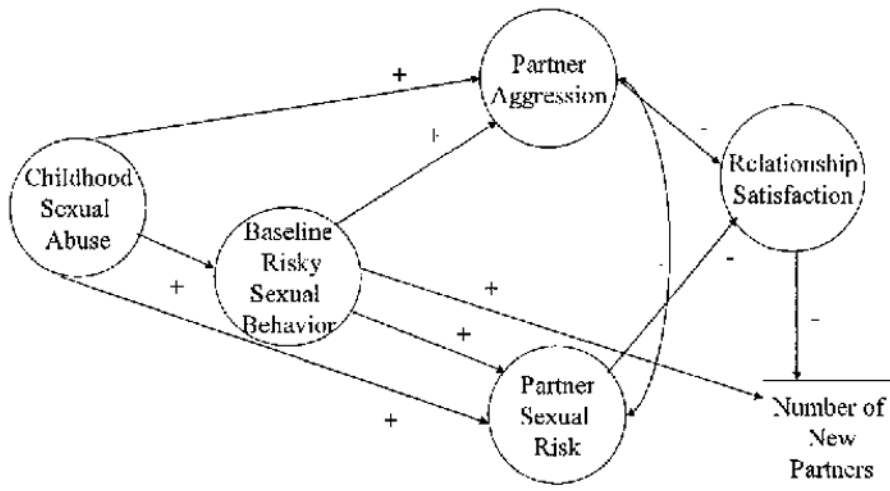 Partner
Aggression
+
+
-
Relationship
Satisfaction
Childhood
Sexual
Abuse
Baseline
Risky
Sexual
Behavior
+
+
-
+
-
Partner
Sexual
Risk
+
Number of
New
Partners